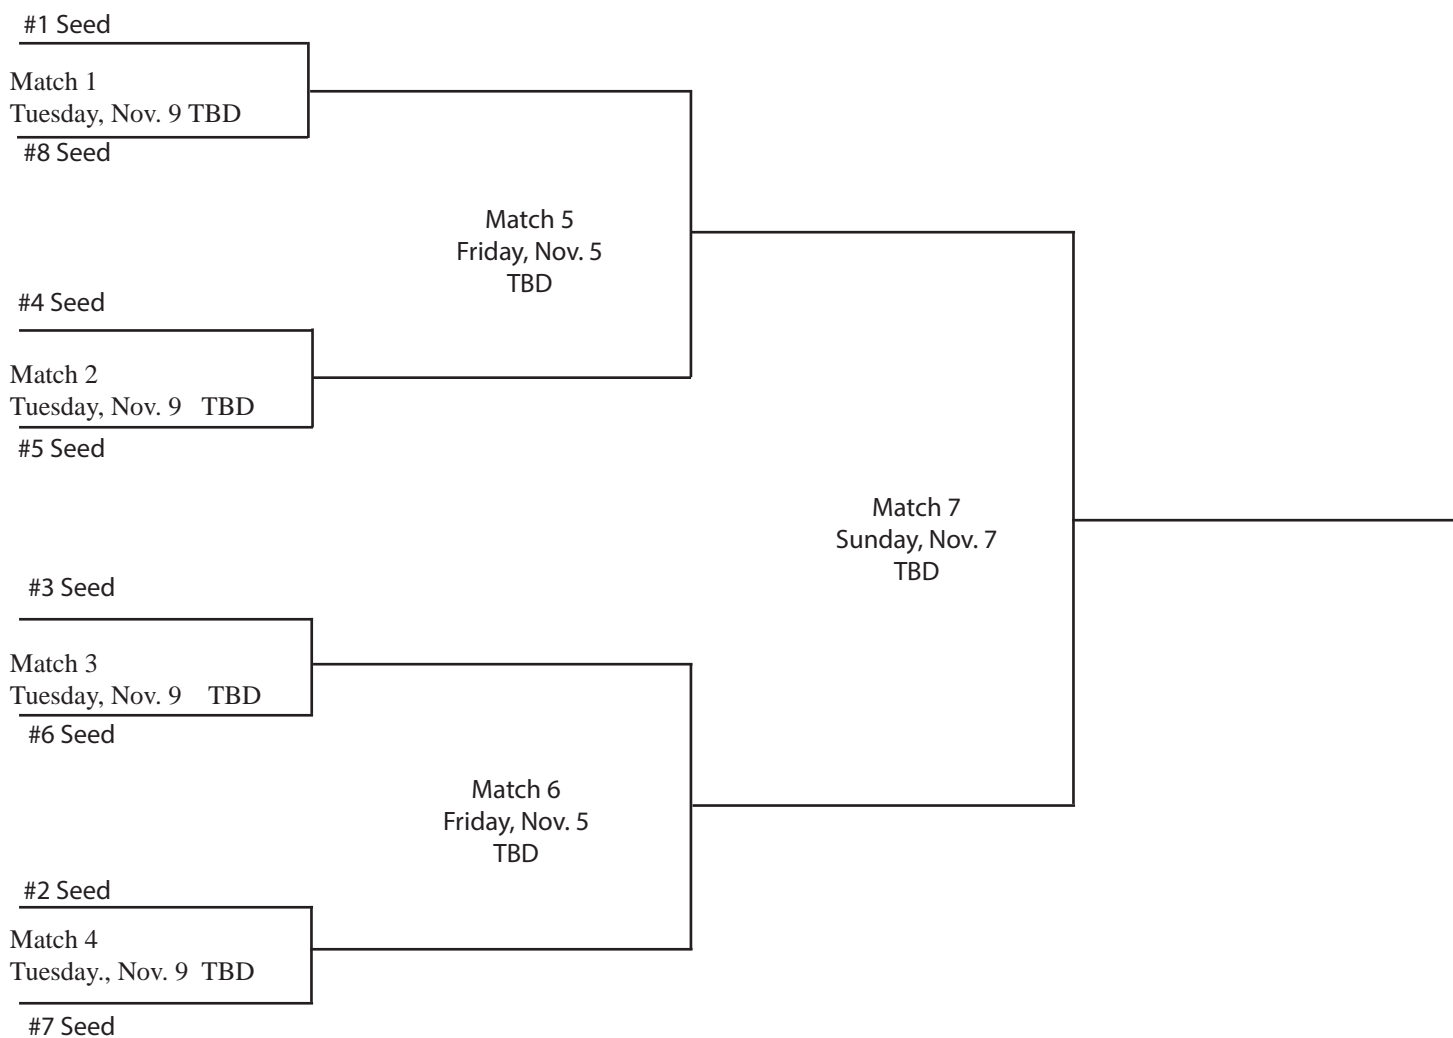 #1 Seed
Match 1
Tuesday, Nov. 9 TBD
#8 Seed
Match 5
Friday, Nov. 5
TBD
#4 Seed
Match 2
Tuesday, Nov. 9 TBD
#5 Seed
Match 7
Sunday, Nov. 7
TBD
#3 Seed
Match 3
Tuesday, Nov. 9 TBD
#6 Seed
Match 6
Friday, Nov. 5
TBD
#2 Seed
Match 4
Tuesday., Nov. 9 TBD
#7 Seed